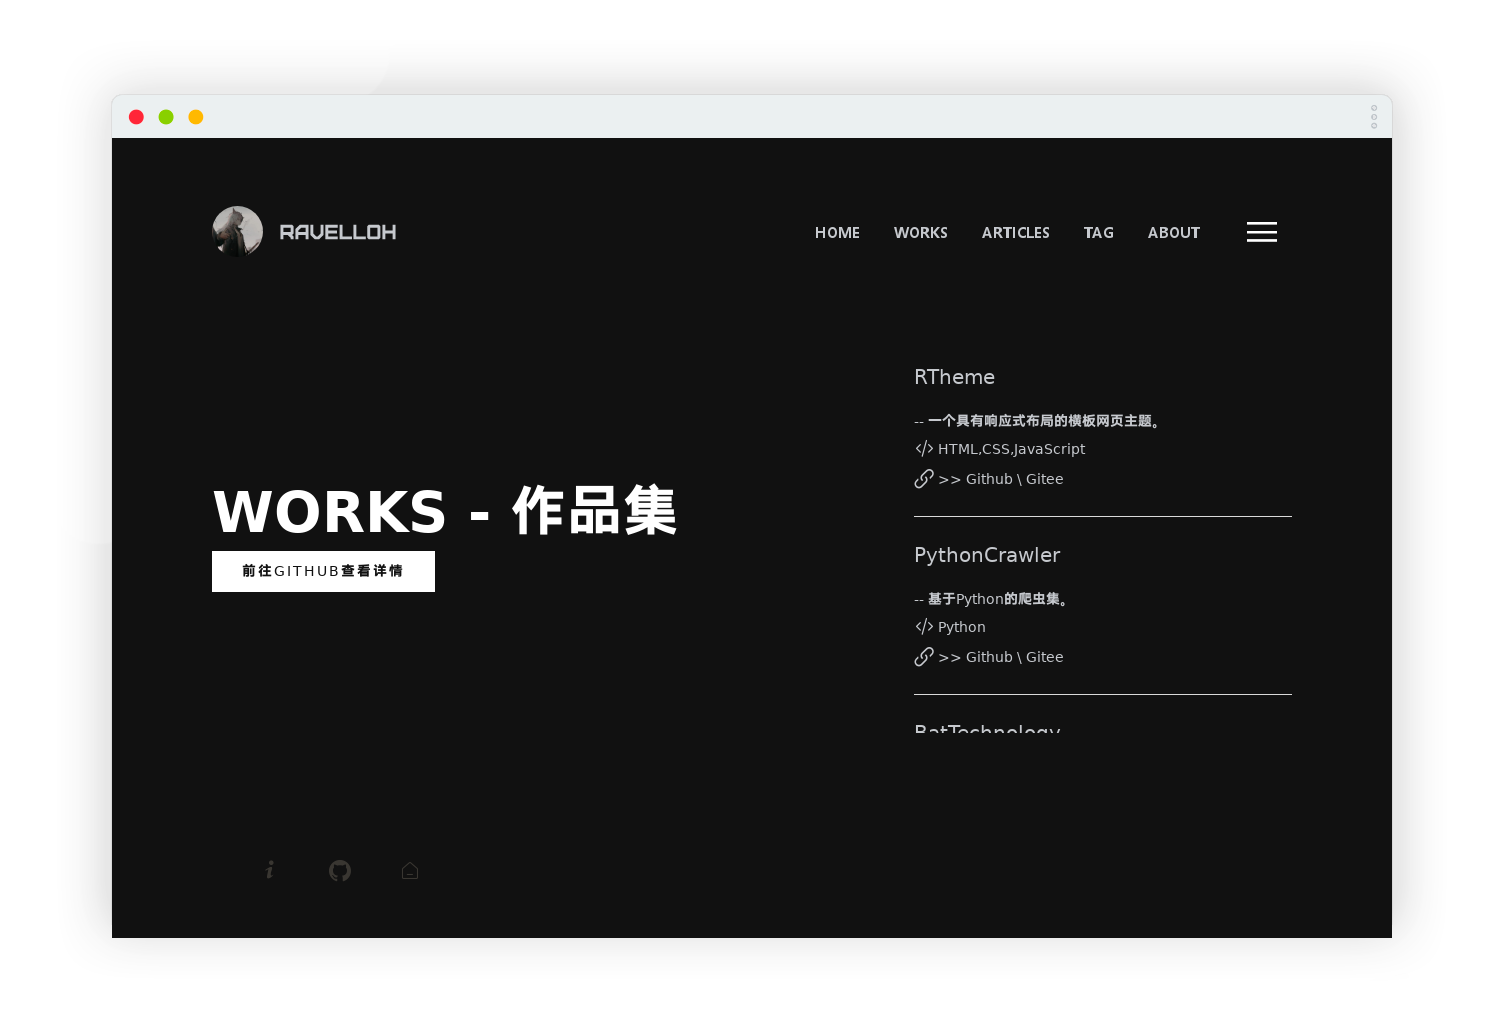 RAVELLOH
HOME WORKS ARTICLES TAG ABOUT
WORKS - 作品集
前往GITHUB查看详情
RTheme
-- 一个具有响应式布局的横板网页主题。
HTML,CSS,JavaScript
>> Github \ Gitee
PythonCrawler
-- 基于Python的爬虫集。
Python
>> Github \ Gitee
BatTechnology